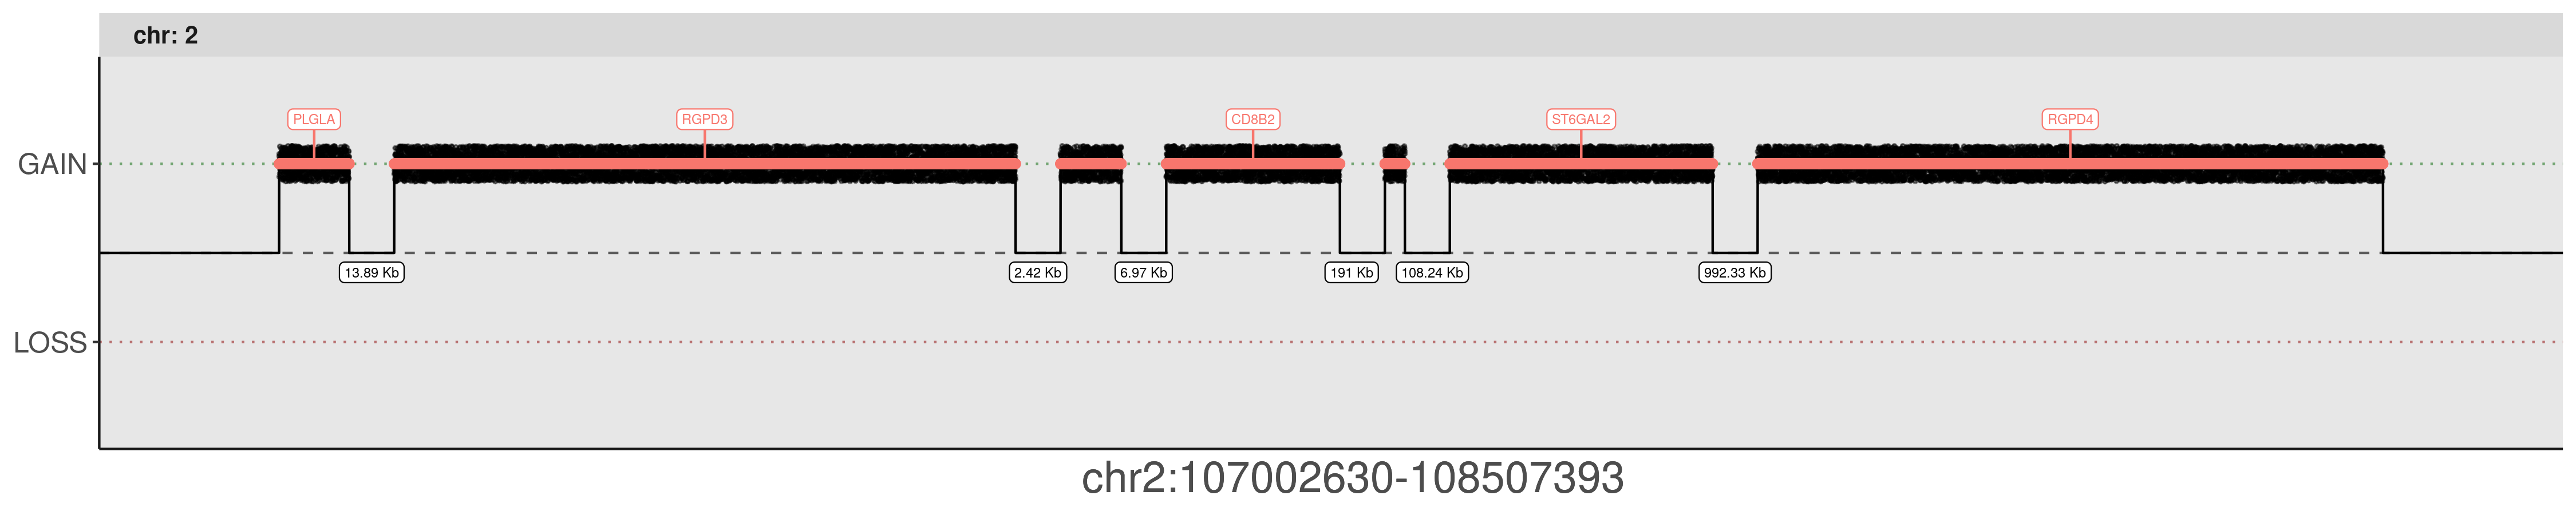 chr: 2
PLGLA
RGPD3
CD8B2
ST6GAL2
RGPD4
GAIN
13.89 Kb
2.42 Kb
6.97 Kb
191 Kb
108.24 Kb
992.33 Kb
LOSS
chr2:107002630-108507393